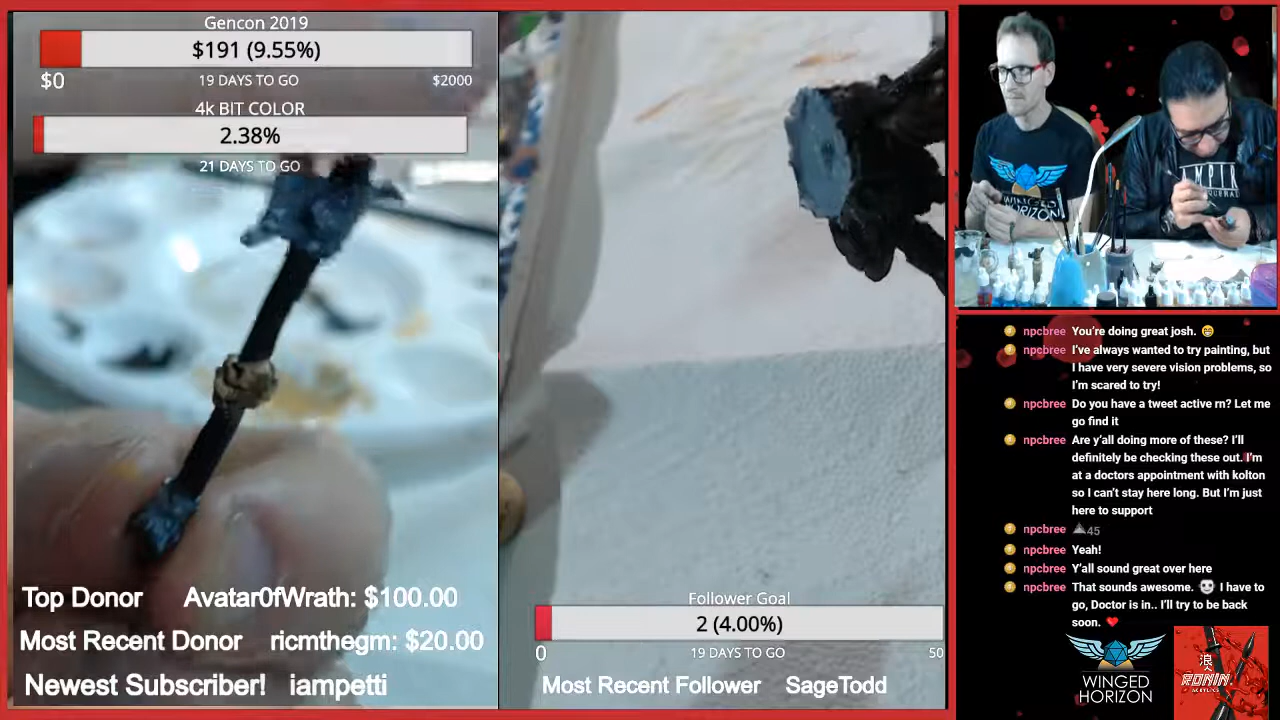 Gencon 2019
$191 (9.55%)
$0 19 DAYS TO GO $2000
4k BIT COLOR
2.38%
21 DAYS TO GO
Top Donor AvatarOfWrath: $100.00
Most Recent Donor ricmthegm: $20.00
Newest Subscriber! iampetti
Follower Goal
2 (4.00%)
0 19 DAYS TO GO 50
Most Recent Follower SageTodd
WINGED
HORIZON
npcbree You're doing great josh. 😁
npcbree I've always wanted to try painting, but
I have very severe vision problems, so
I'm scared to try!
npcbree Do you have a tweet active rn? Let me
go find it
npcbree Are y'all doing more of these? I'll
definitely be checking these out. I'm
at a doctors appointment with kolton
so I can't stay here long. But I'm just
here to support
npcbree 45
npcbree Yeah!
npcbree Y'all sound great over here
npcbree That sounds awesome. I have to
go, Doctor is in.. I'll try to be back
soon. ❤️
WINGED
HORIZON
浪人
RONIN
ACRYLICS